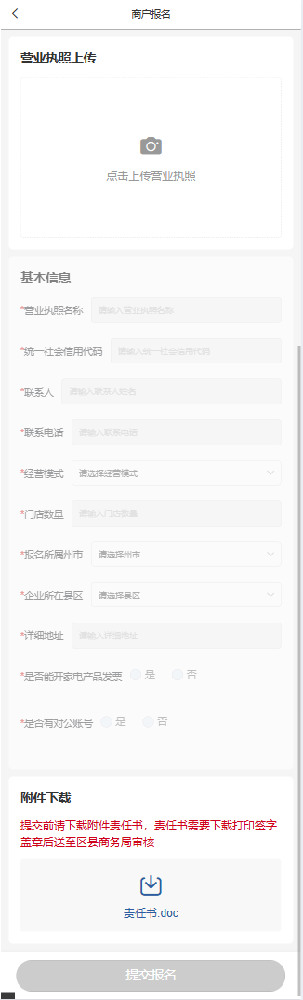 商户报名
营业执照上传
点击上传营业执照
基本信息
*营业执照名称 请输入营业执照名称
*统一社会信用代码 请输入统一社会信用代码
*联系人 请输入联系人姓名
*联系电话 请输入联系电话
*经营模式 请选择经营模式
*门店数量 请输入门店数量
*报名所属州市 请选择州市
*企业所在县区 请选择县区
*详细地址 请输入详细地址
*是否能开家电产品发票 是 否
*是否有对公账号 是 否
附件下载
提交前请下载附件责任书，责任书需要下载打印签字
盖章后送至区县商务局审核
责任书.doc
提交报名